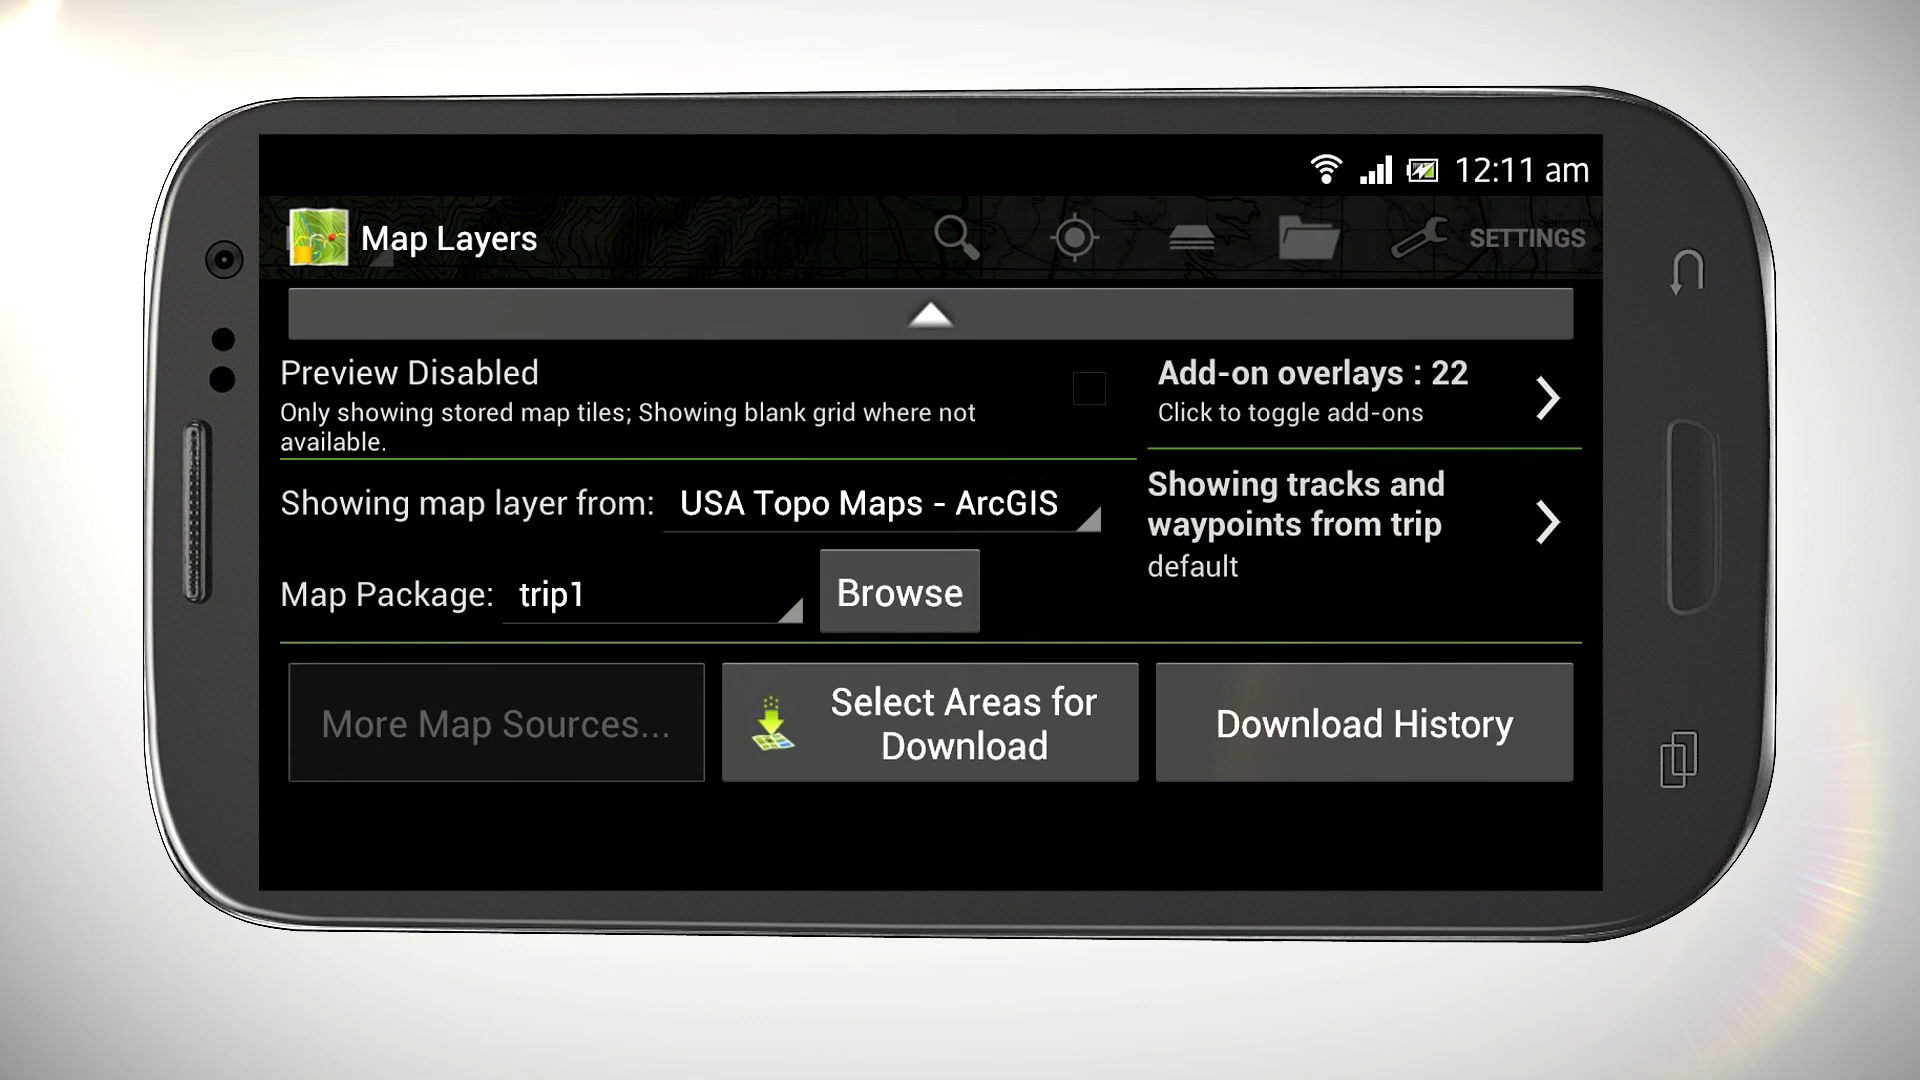 12:11 am
Map Layers
SETTINGS
Preview Disabled
Only showing stored map tiles; Showing blank grid where not
available.
Add-on overlays : 22
Click to toggle add-ons
Showing map layer from: USA Topo Maps - ArcGIS
Showing tracks and
waypoints from trip
default
Map Package: trip1 Browse
More Map Sources...
Select Areas for
Download
Download History